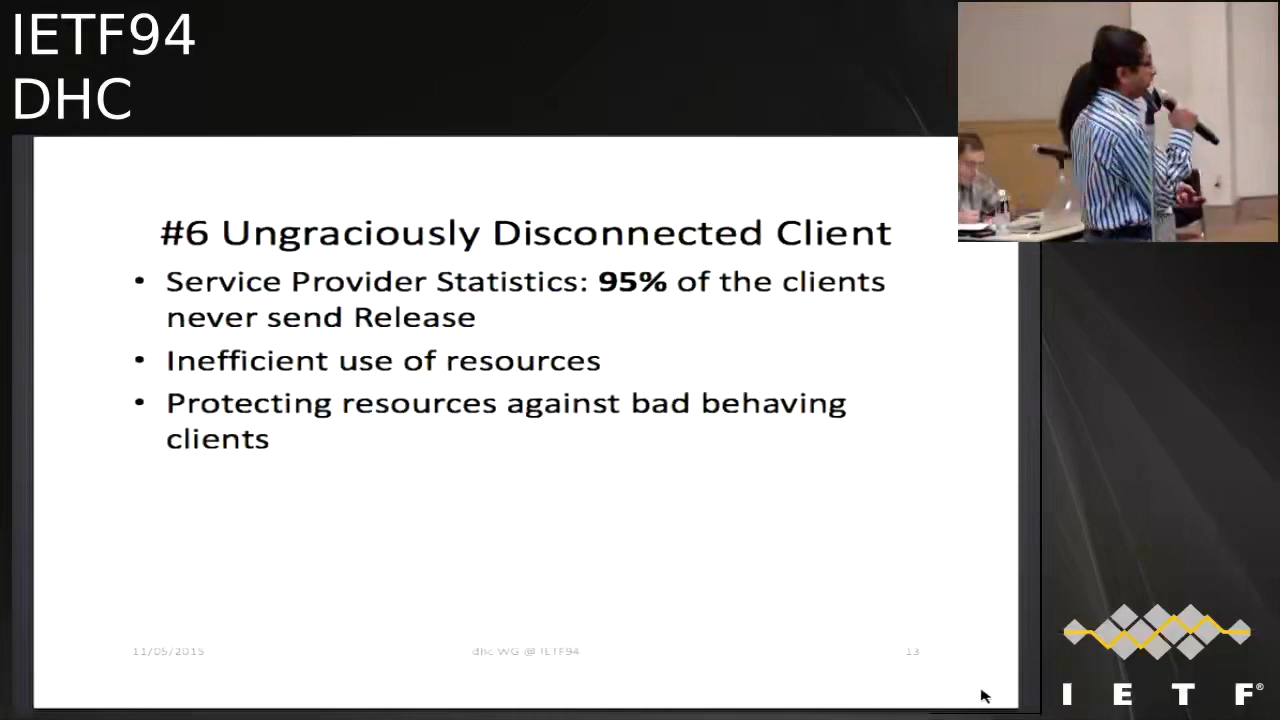 IETF94
DHC
#6 Ungraciously Disconnected Client
• Service Provider Statistics: 95% of the clients
never send Release
• Inefficient use of resources
• Protecting resources against bad behaving
clients
11/05/2015
dhc WG @ IETF94
13
I E T F®